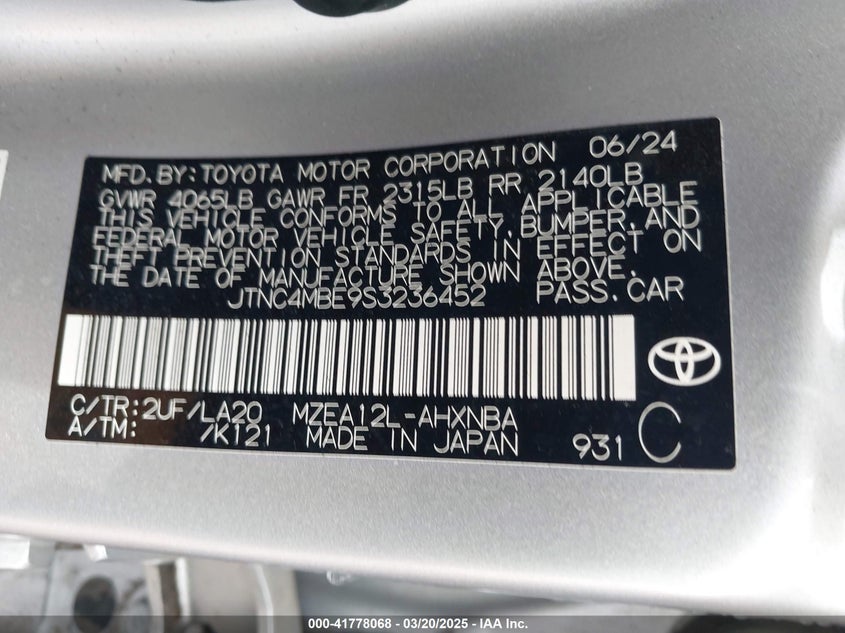 MFD.BY:TOYOTA MOTOR CORPORATION 06/24
GVWR 4065LB GAWR FR 2315LB RR 2140LB
THIS VEHICLE CONFORMS TO ALL APPLICABLE
FEDERAL MOTOR VEHICLE SAFETY,BUMPER,AND
THEFT PREVENTION STANDARDS IN EFFECT ON
THE DATE OF MANUFACTURE SHOWN ABOVE.
JTNC4MBE9S3236452 PASS.CAR
C/TR:2UF/LA20 MZEA12L-AHXNBA
A/TM: /K121 MADE IN JAPAN 931 C
000-41778068 | 03/20/2025 - IAA Inc.